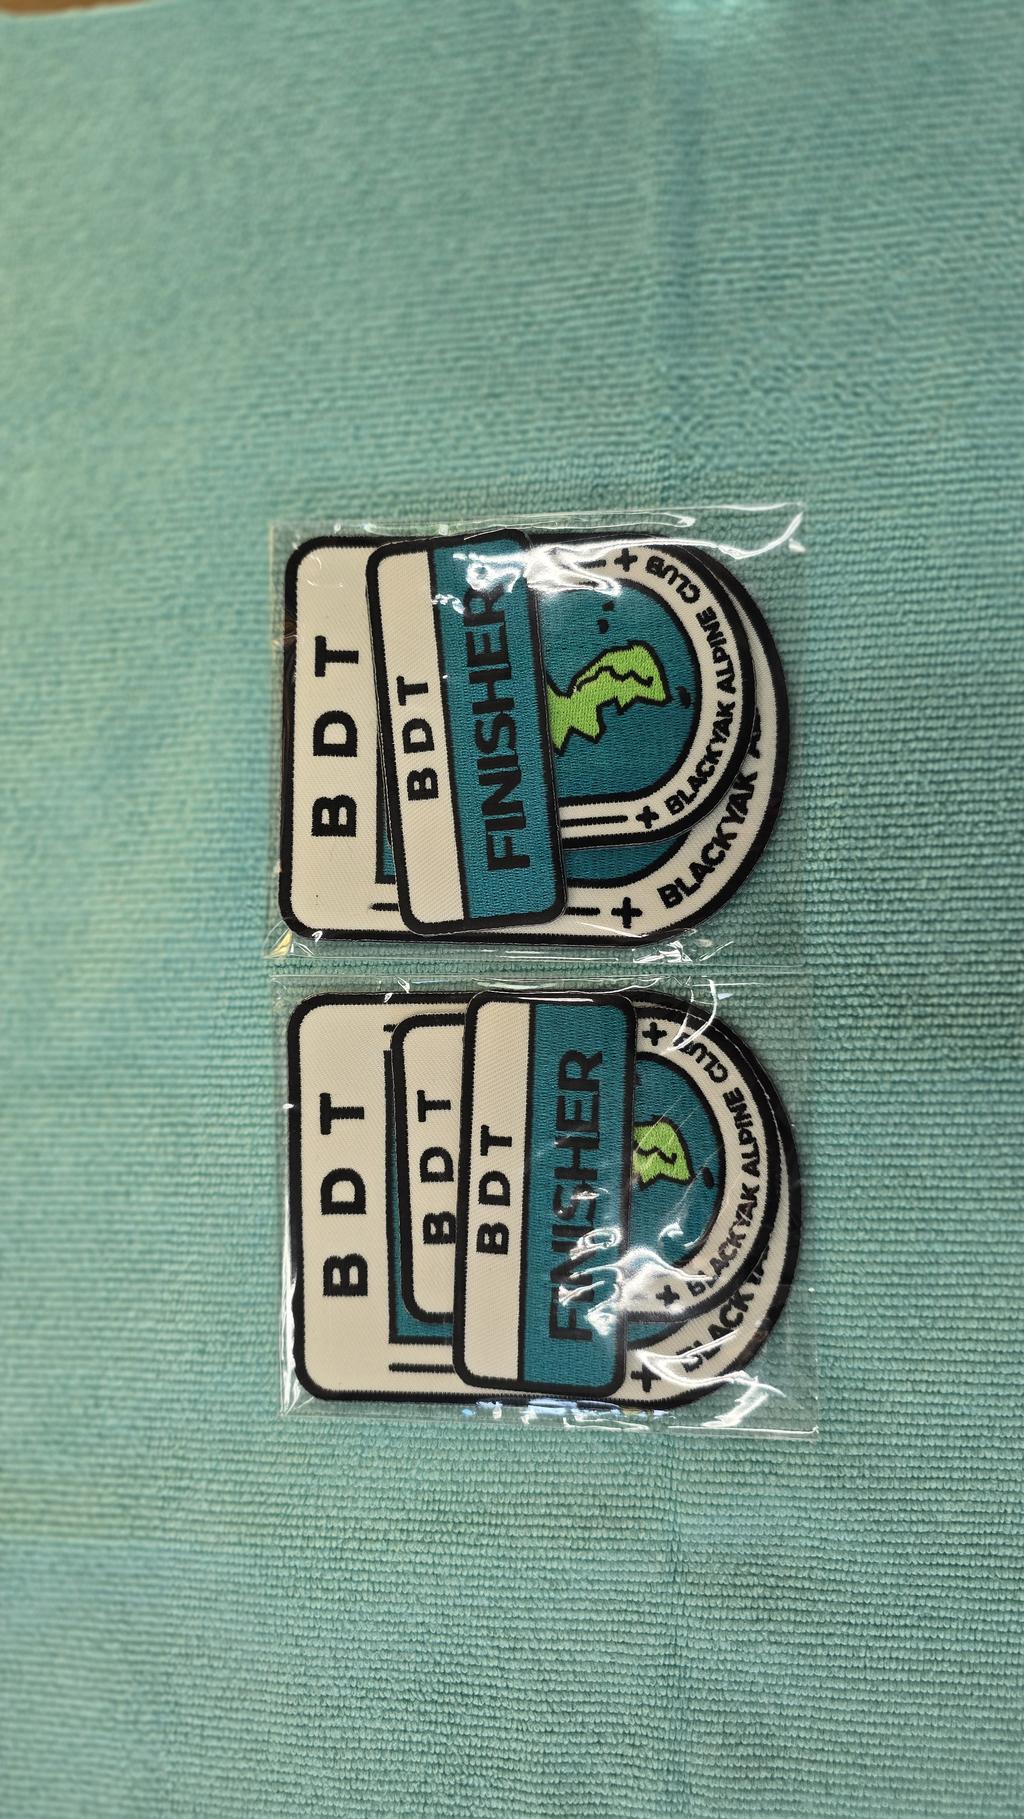 BDT
BDT
BDT
FINISHER
BLACKYAK ALPINE CLUB
BDT
BDT
FINISHER
BLACKYAK ALPINE CLUB
BLACKYAK